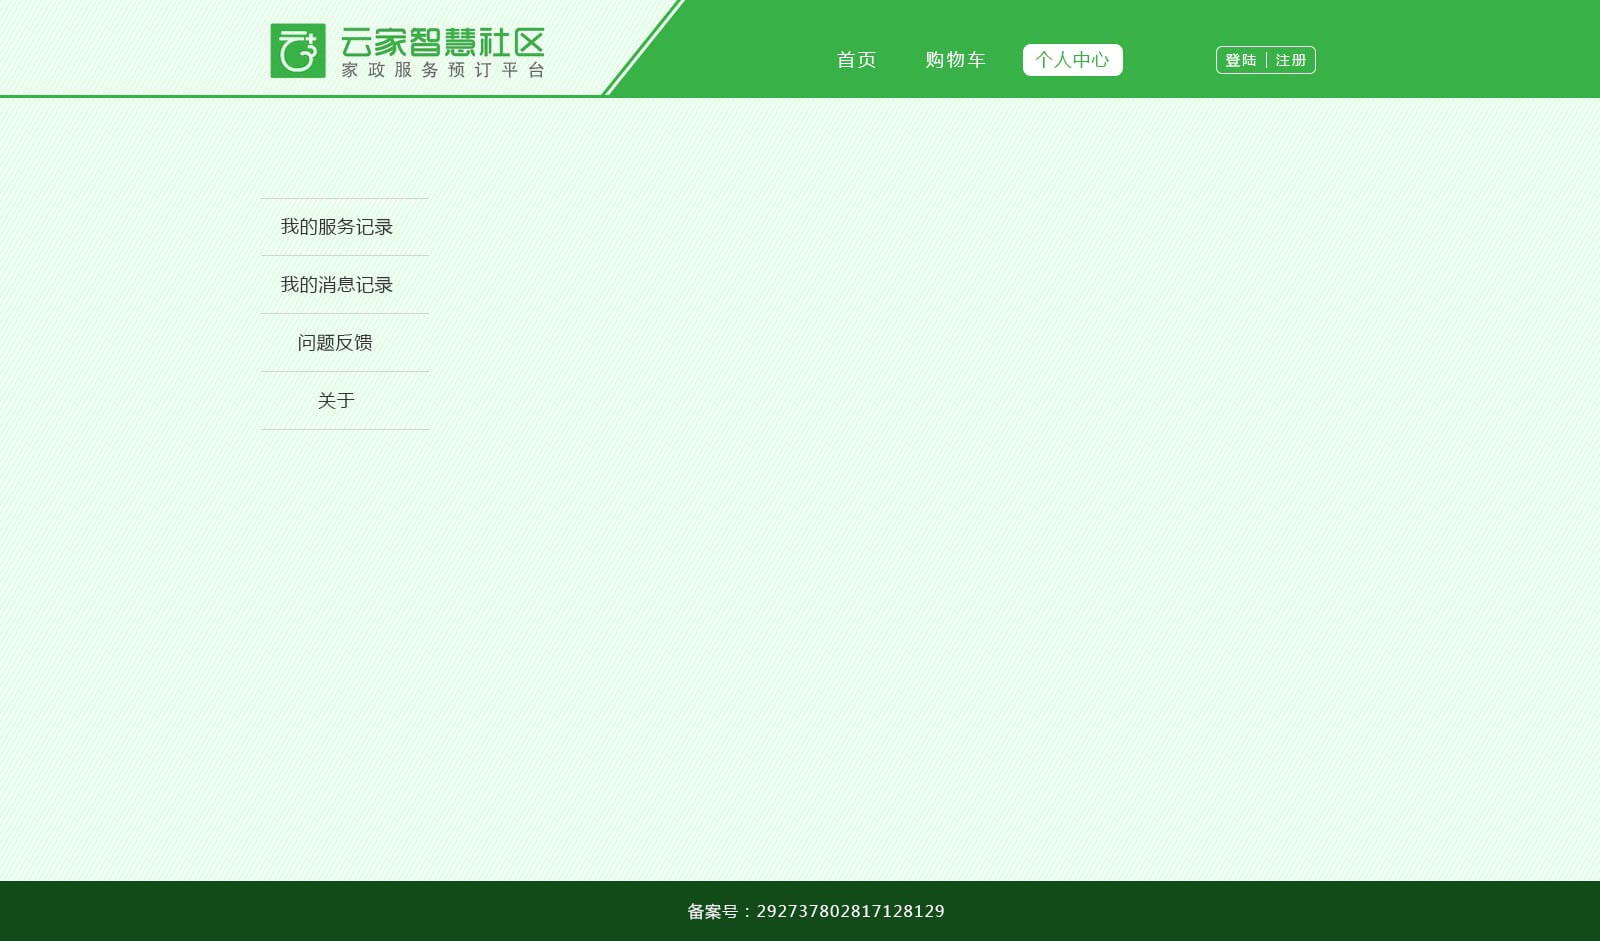 云家智慧社区
家政服务预订平台
首页 购物车 个人中心 登陆 注册
我的服务记录
我的消息记录
问题反馈
关于
备案号：292737802817128129